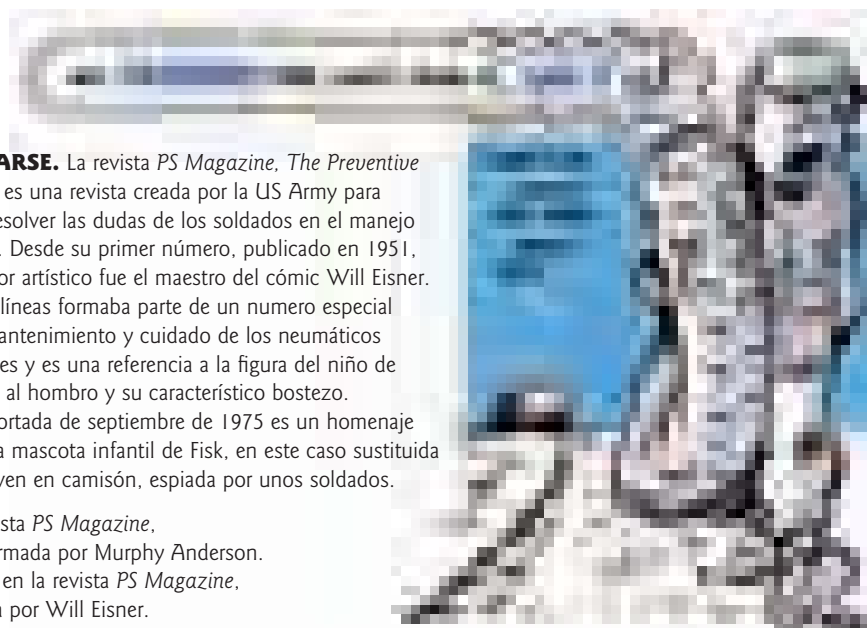 ARSE. La revista PS Magazine, The Preventive
es una revista creada por la US Army para
esolver las dudas de los soldados en el manejo
. Desde su primer número, publicado en 1951,
or artístico fue el maestro del cómic Will Eisner.
líneas formaba parte de un numero especial
antenimiento y cuidado de los neumáticos
es y es una referencia a la figura del niño de
al hombro y su característico bostezo.
ortada de septiembre de 1975 es un homenaje
a mascota infantil de Fisk, en este caso sustituida
ven en camisón, espiada por unos soldados.
sta PS Magazine,
rmada por Murphy Anderson.
en la revista PS Magazine,
a por Will Eisner.